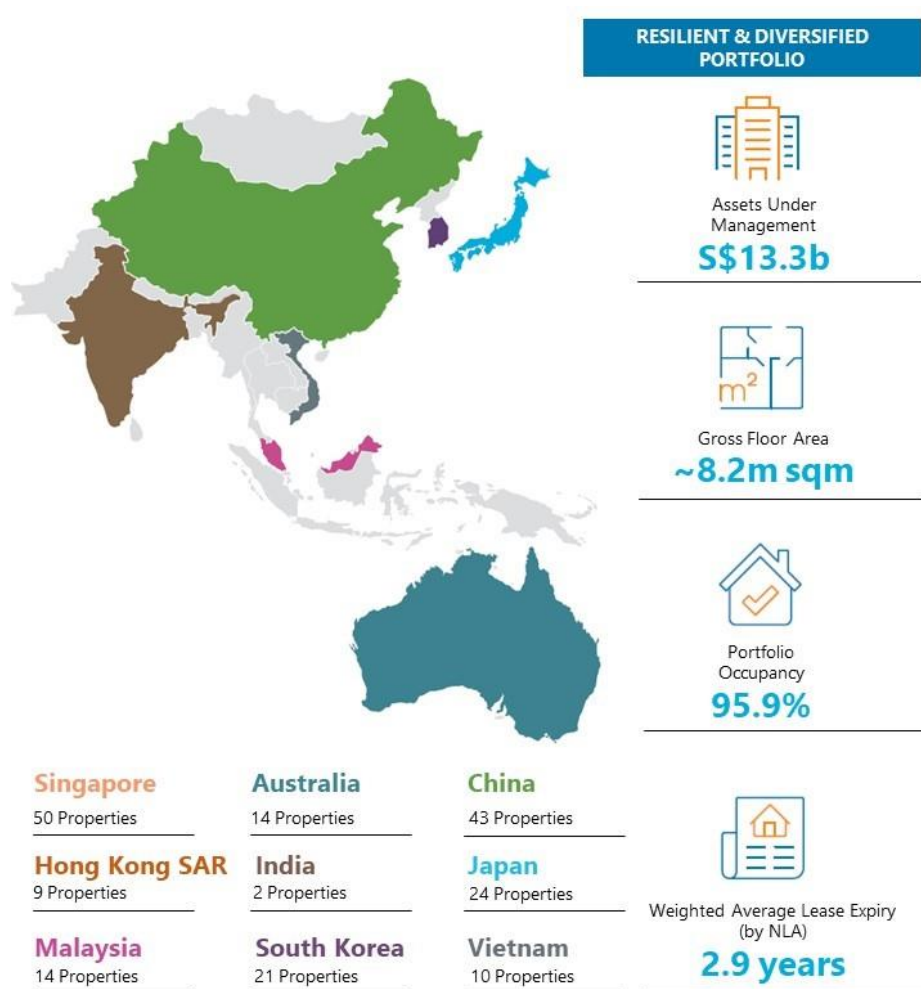 RESILIENT & DIVERSIFIED
PORTFOLIO
Assets Under
Management
S$13.3b
m²
Gross Floor Area
~8.2m sqm
Portfolio
Occupancy
95.9%
Singapore
50 Properties
Australia
14 Properties
China
43 Properties
Hong Kong SAR
9 Properties
India
2 Properties
Japan
24 Properties
Malaysia
14 Properties
South Korea
21 Properties
Vietnam
10 Properties
Weighted Average Lease Expiry
(by NLA)
2.9 years